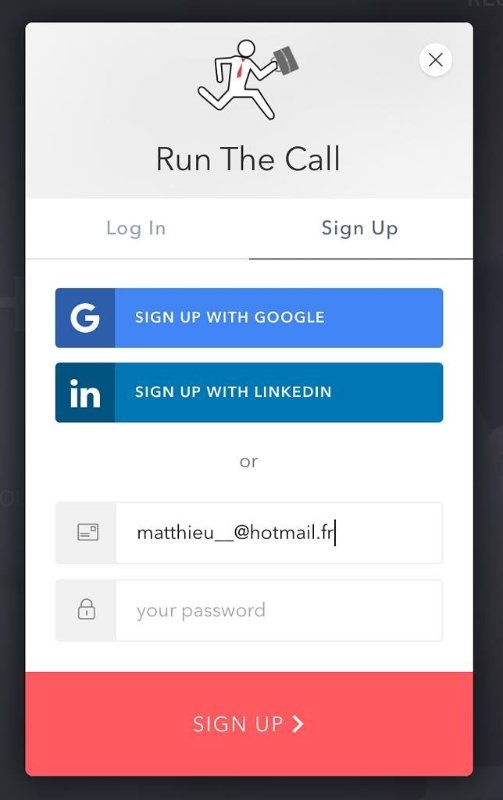 Run The Call
Log In
Sign Up
G SIGN UP WITH GOOGLE
in SIGN UP WITH LINKEDIN
or
matthieu__@hotmail.fr
your password
SIGN UP